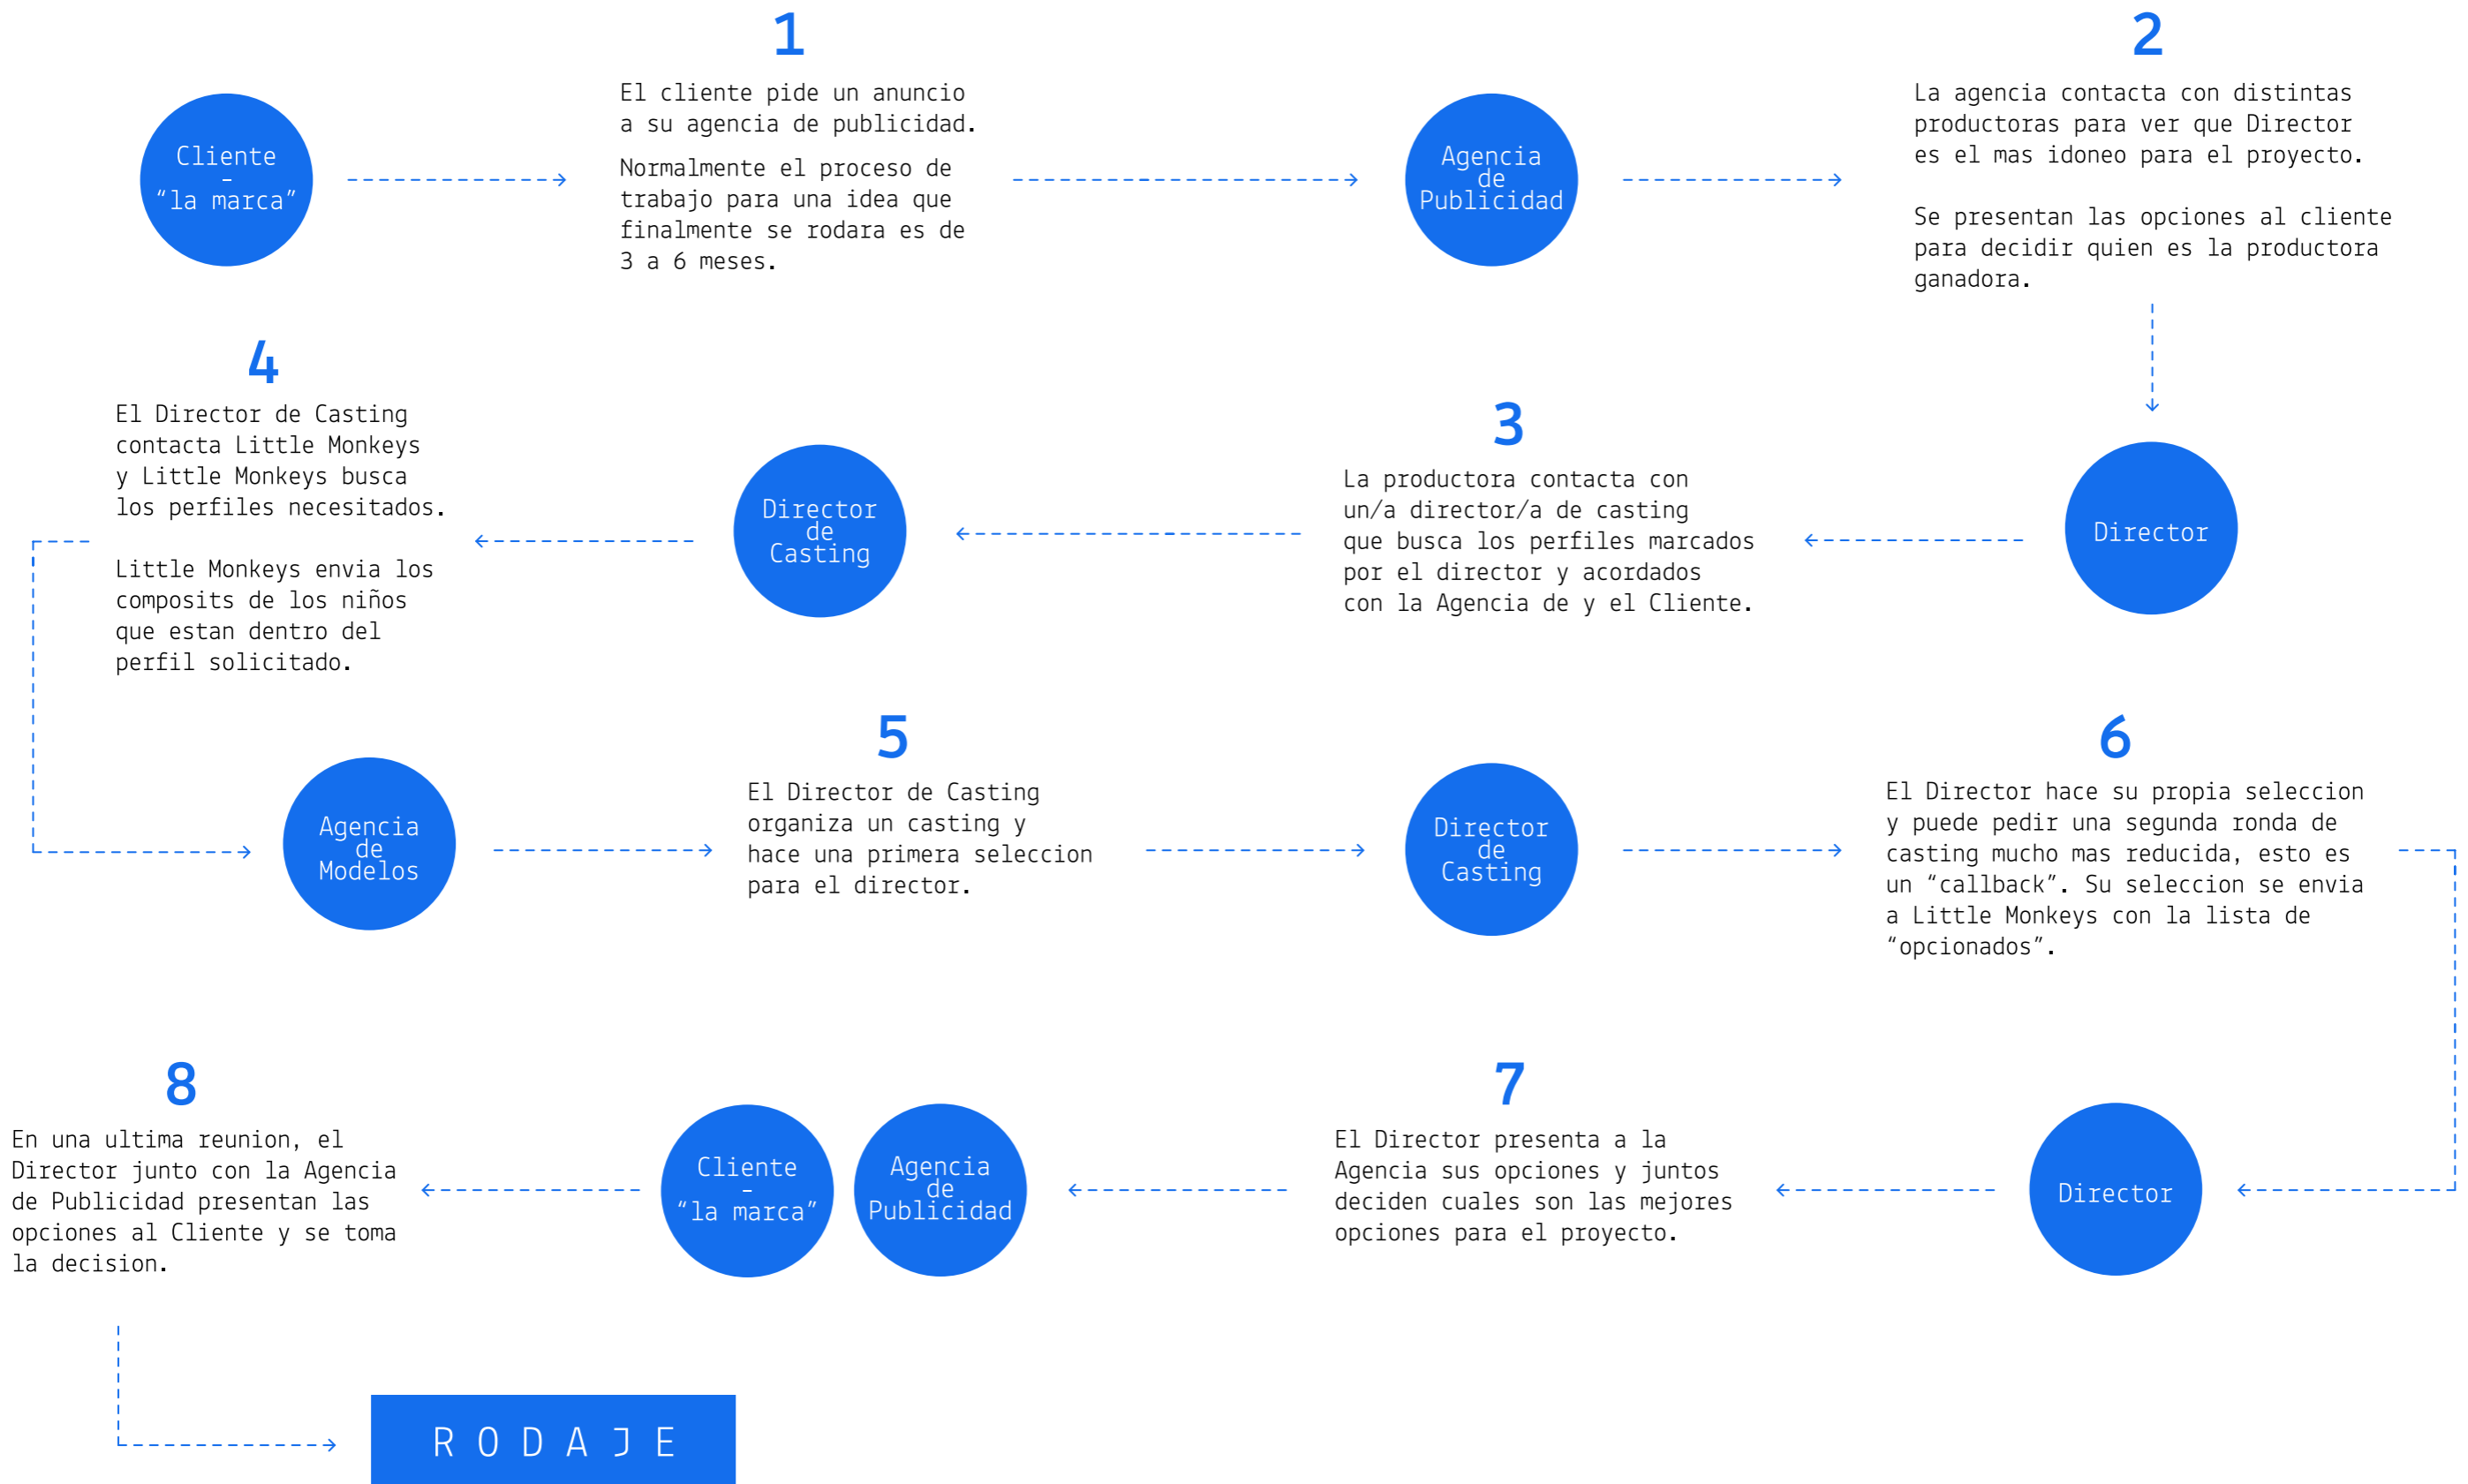 Cliente
-
“la marca”
1
El cliente pide un anuncio
a su agencia de publicidad.
Normalmente el proceso de
trabajo para una idea que
finalmente se rodara es de
3 a 6 meses.
Agencia
de
Publicidad
2
La agencia contacta con distintas
productoras para ver que Director
es el mas idoneo para el proyecto.
Se presentan las opciones al cliente
para decidir quien es la productora
ganadora.
Director
3
La productora contacta con
un/a director/a de casting
que busca los perfiles marcados
por el director y acordados
con la Agencia de y el Cliente.
Director
de
Casting
4
El Director de Casting
contacta Little Monkeys
y Little Monkeys busca
los perfiles necesitados.
Little Monkeys envia los
composits de los niños
que estan dentro del
perfil solicitado.
Agencia
de
Modelos
5
El Director de Casting
organiza un casting y
hace una primera seleccion
para el director.
Director
de
Casting
6
El Director hace su propia seleccion
y puede pedir una segunda ronda de
casting mucho mas reducida, esto es
un “callback”. Su seleccion se envia
a Little Monkeys con la lista de
“opcionados”.
Director
7
El Director presenta a la
Agencia sus opciones y juntos
deciden cuales son las mejores
opciones para el proyecto.
Agencia
de
Publicidad
Cliente
-
“la marca”
8
En una ultima reunion, el
Director junto con la Agencia
de Publicidad presentan las
opciones al Cliente y se toma
la decision.
RODAJE